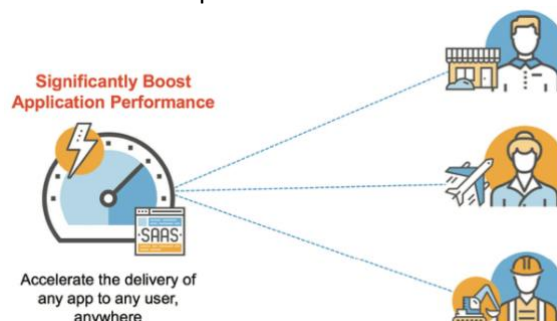 Significantly Boost
Application Performance
SAAS
Accelerate the delivery of
any app to any user,
anywhere